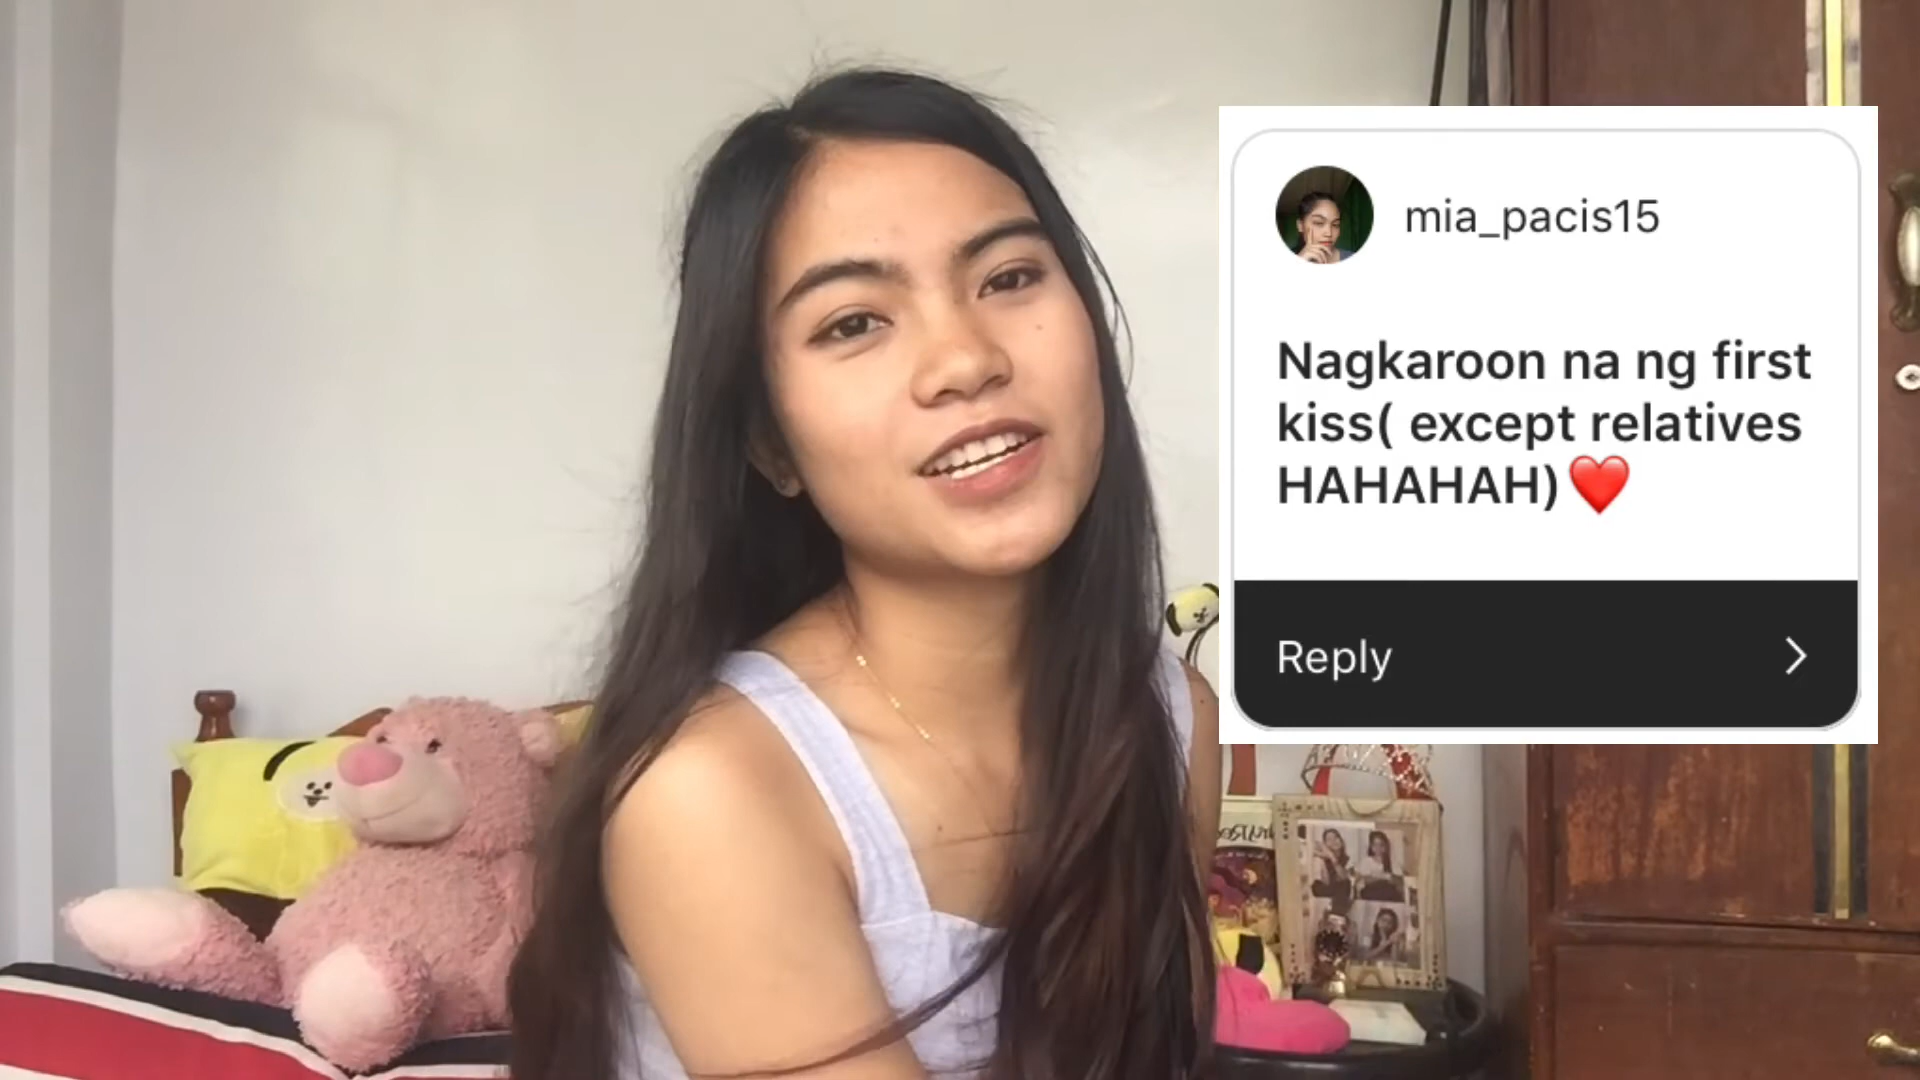 mia_pacis15
Nagkaroon na ng first
kiss( except relatives
HAHAHAH)❤️
Reply